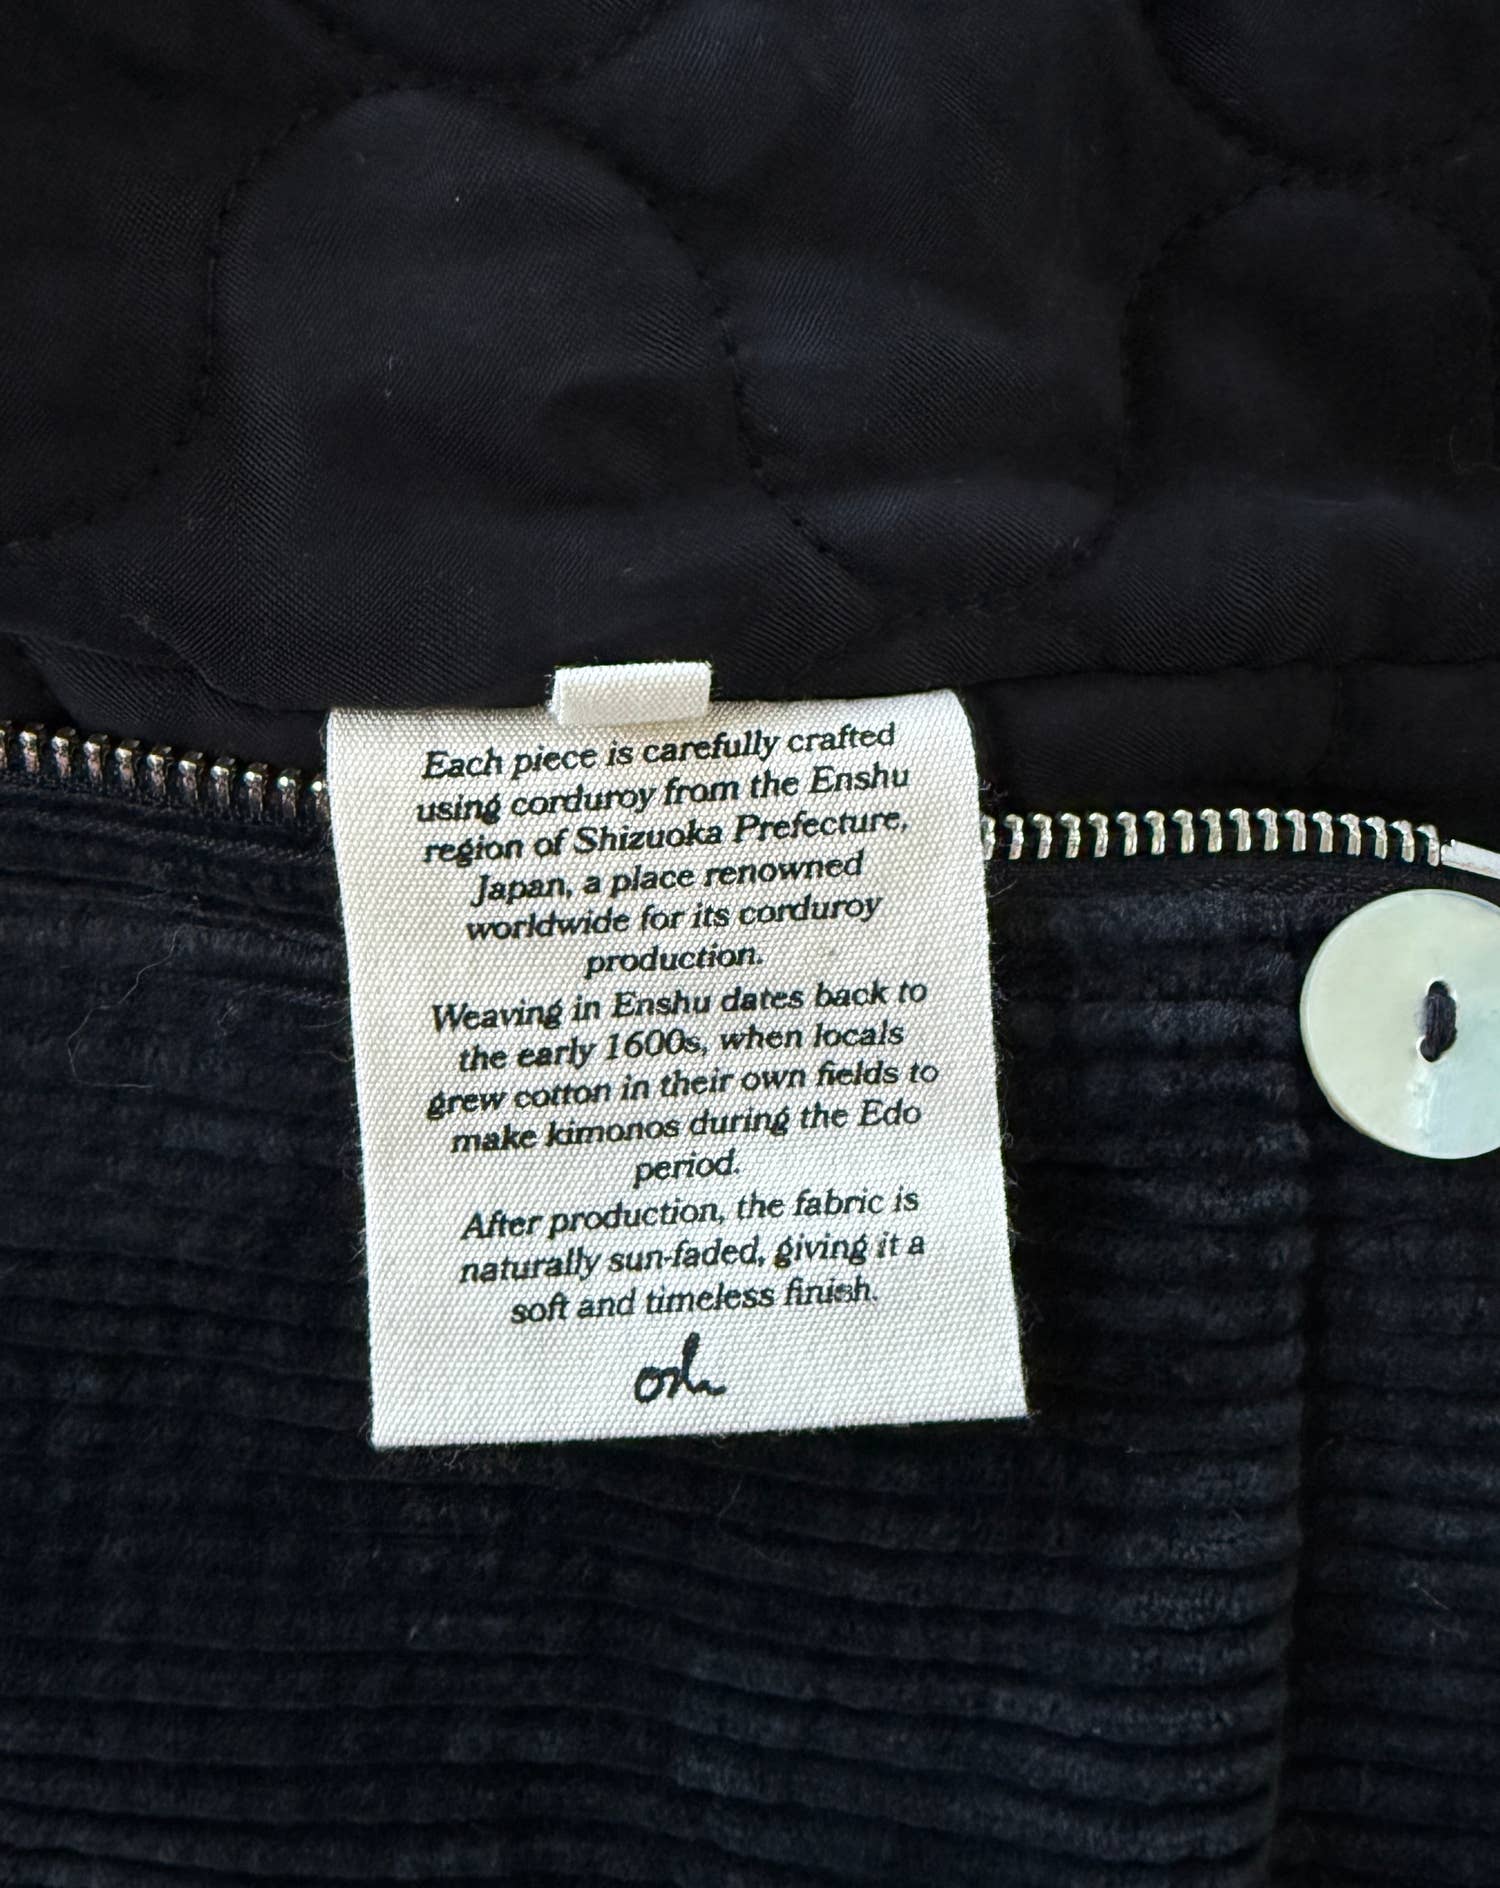 Each piece is carefully crafted
using corduroy from the Enshu
region of Shizuoka Prefecture,
Japan, a place renowned
worldwide for its corduroy
production.
Weaving in Enshu dates back to
the early 1600s, when locals
grew cotton in their own fields to
make kimonos during the Edo
period.
After production, the fabric is
naturally sun-faded, giving it a
soft and timeless finish.